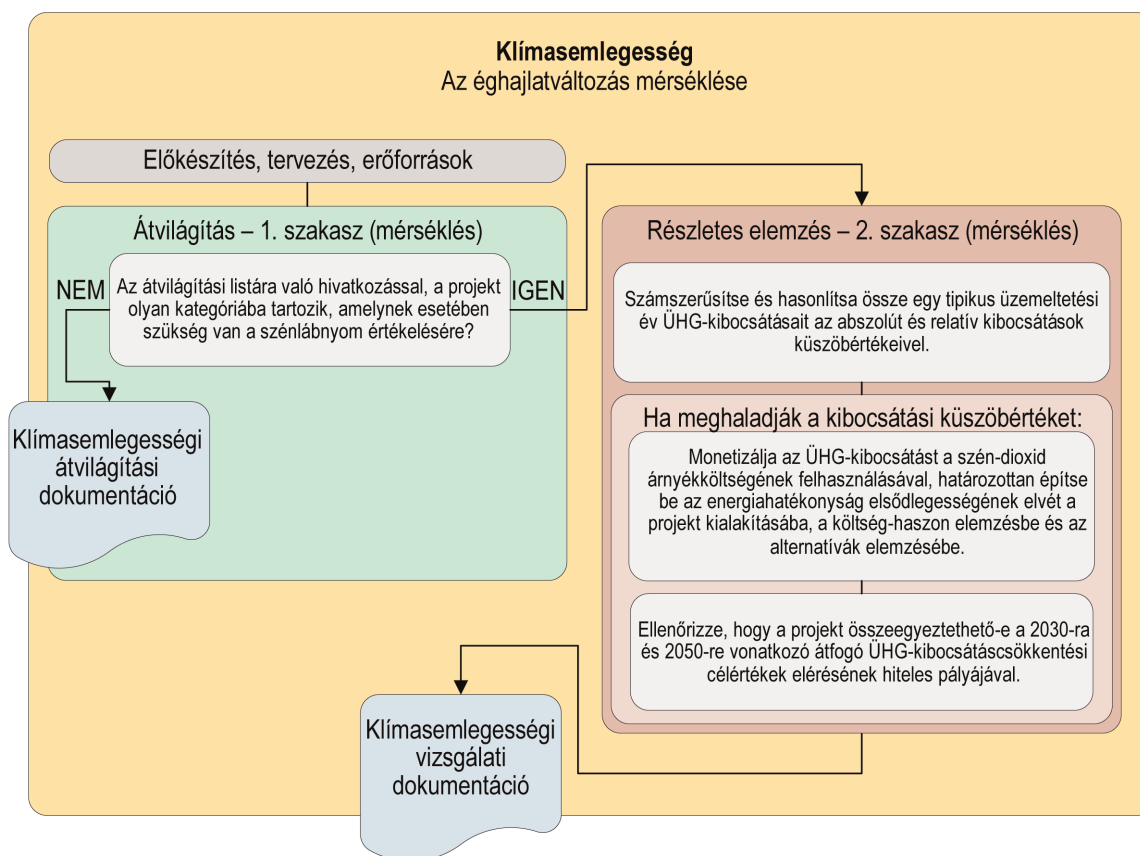 Klímasemlegesség
Az éghajlatváltozás mérséklése
Előkészítés, tervezés, erőforrások
Átvilágítás – 1. szakasz (mérséklés)
NEM
Az átvilágítási listára való hivatkozással, a projekt
olyan kategóriába tartozik, amelynek esetében
szükség van a szénlábnyom értékelésére?
IGEN
Klímasemlegességi
átvilágítási
dokumentáció
Részletes elemzés – 2. szakasz (mérséklés)
Számszerűsítse és hasonlítsa össze egy tipikus üzemeltetési
év ÜHG-kibocsátásait az abszolút és relatív kibocsátások
küszöbértékeivel.
Ha meghaladják a kibocsátási küszöbértéket:
Monetizálja az ÜHG-kibocsátást a szén-dioxid
árnyékköltségének felhasználásával, határozottan építse
be az energiahatékonyság elsődlegességének elvét a
projekt kialakításába, a költség-haszon elemzésbe és az
alternatívák elemzésébe.
Ellenőrizze, hogy a projekt összeegyeztethető-e a 2030-ra
és 2050-re vonatkozó átfogó ÜHG-kibocsátáscsökkentési
célértékek elérésének hiteles pályájával.
Klímasemlegességi
vizsgálati
dokumentáció